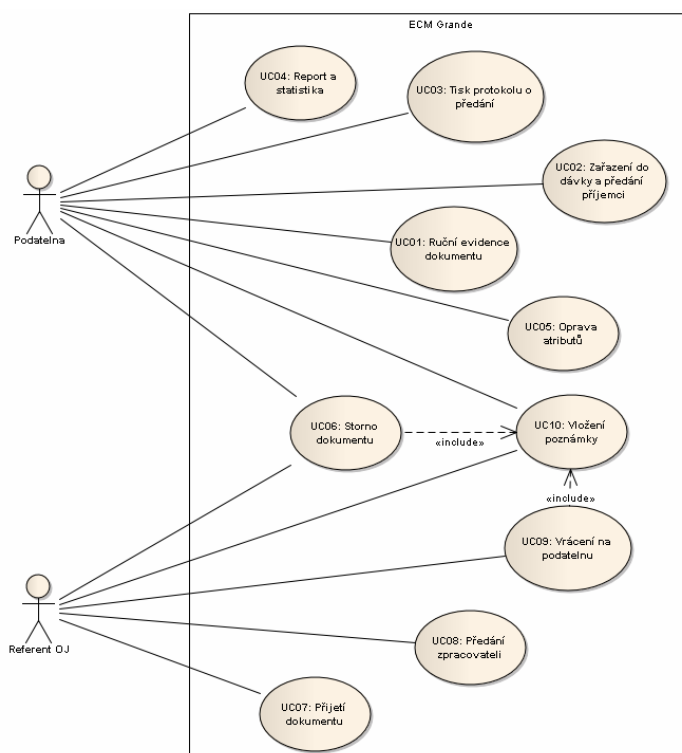 ECM Grande
UC04: Report a
statistika
UC03: Tisk protokolu o
předání
UC02: Zařazení do
dávky a předání
příjemci
Podatelna
UC01: Ruční evidence
dokumentu
UC05: Oprava
atributů
UC06: Storno
dokumentu
«include»
UC10: Vložení
poznámky
«include»
UC09: Vrácení na
podatelnu
Referent OJ
UC08: Předání
zpracovateli
UC07: Přijetí
dokumentu